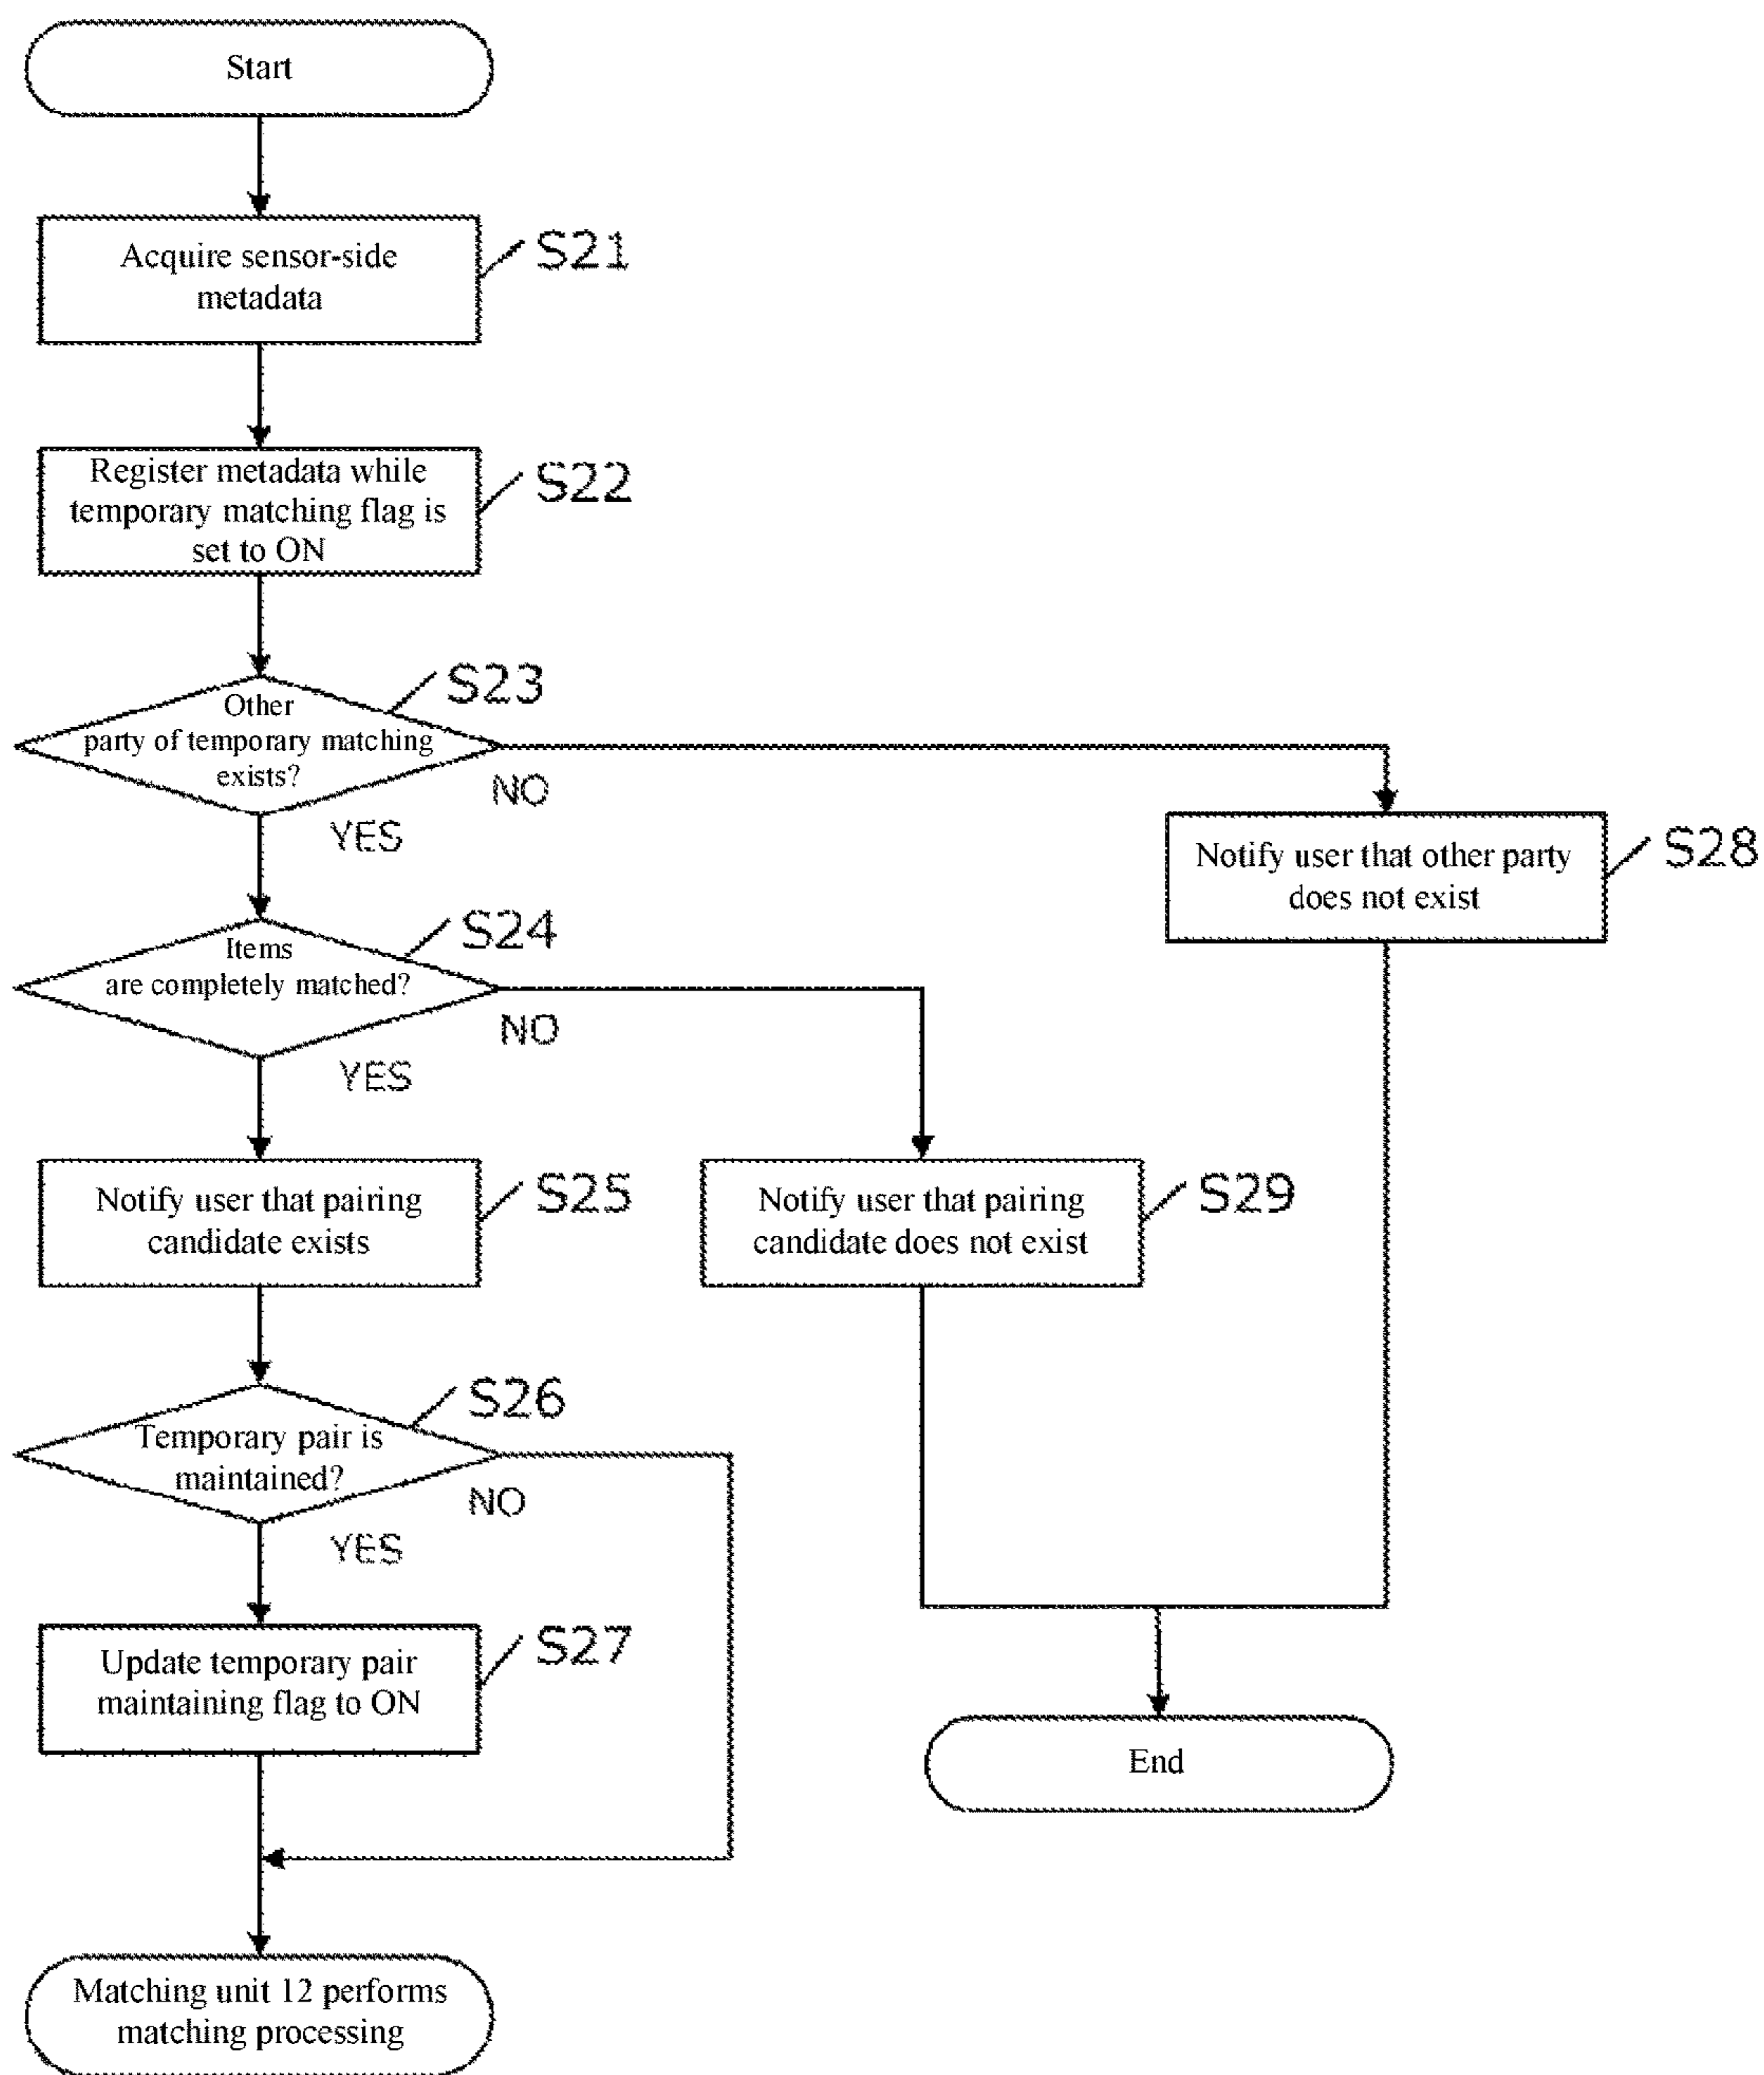 Start
Acquire sensor-side
metadata
S21
Register metadata while
temporary matching flag is
set to ON
S22
Other
party of temporary matching
exists?
S23
NO
YES
Notify user that other party
does not exist
S28
Items
are completely matched?
S24
NO
YES
Notify user that pairing
candidate exists
S25
Notify user that pairing
candidate does not exist
S29
Temporary pair is
maintained?
S26
NO
YES
Update temporary pair
maintaining flag to ON
S27
End
Matching unit 12 performs
matching processing